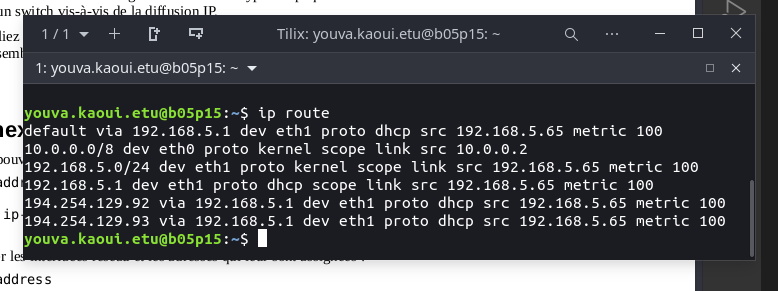 un switch vis-à-vis de la diffusion IP.
1 / 1
Tilix: youva.kaoui.etu@b05p15: ~
1: youva.kaoui.etu@b05p15: ~
youva.kaoui.etu@b05p15:~$ ip route
default via 192.168.5.1 dev eth1 proto dhcp src 192.168.5.65 metric 100
10.0.0.0/8 dev eth0 proto kernel scope link src 10.0.0.2
192.168.5.0/24 dev eth1 proto kernel scope link src 192.168.5.65 metric 100
192.168.5.1 dev eth1 proto dhcp scope link src 192.168.5.65 metric 100
194.254.129.92 via 192.168.5.1 dev eth1 proto dhcp src 192.168.5.65 metric 100
194.254.129.93 via 192.168.5.1 dev eth1 proto dhcp src 192.168.5.65 metric 100
youva.kaoui.etu@b05p15:~$
address